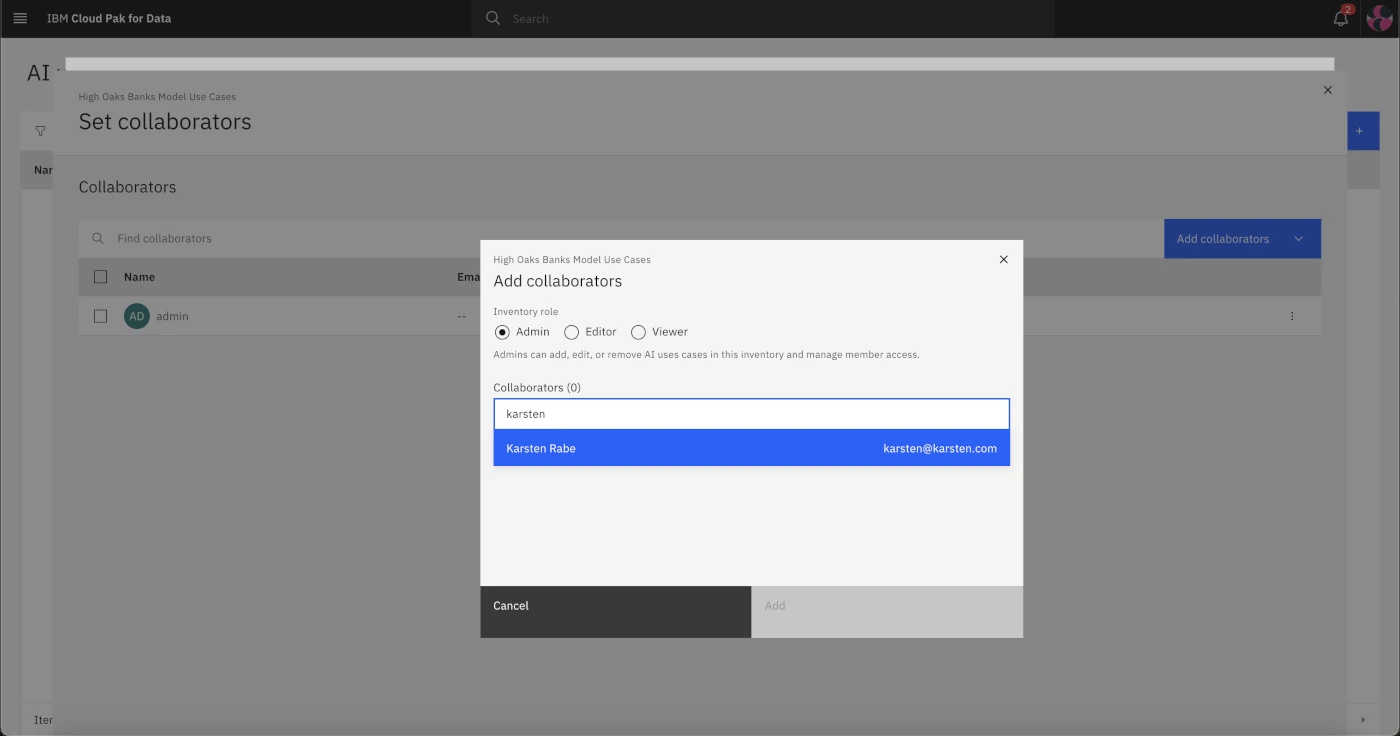 IBM Cloud Pak for Data
Search
2
AI
High Oaks Banks Model Use Cases
Set collaborators
Nar
Collaborators
Find collaborators
Add collaborators
Name
Ema
AD admin
--
High Oaks Banks Model Use Cases
Add collaborators
Inventory role
Admin Editor Viewer
Admins can add, edit, or remove AI uses cases in this inventory and manage member access.
Collaborators (0)
karsten
Karsten Rabe karsten@karsten.com
Cancel Add
Iter